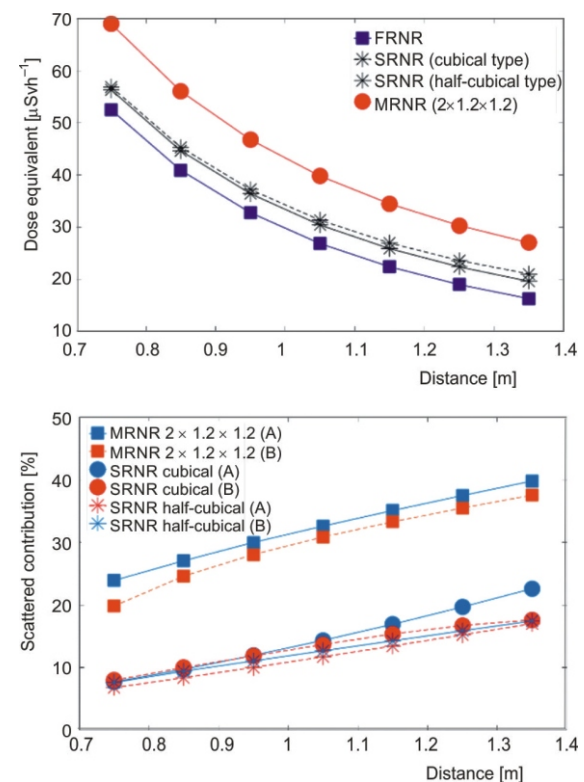 70
60
50
40
30
20
10
Dose equivalent [μSvh⁻¹]
FRNR
SRNR (cubical type)
SRNR (half-cubical type)
MRNR (2×1.2×1.2)
0.7 0.8 0.9 1 1.1 1.2 1.3 1.4
Distance [m]
50
40
30
20
10
0
Scattered contribution [%]
MRNR 2 × 1.2 × 1.2 (A)
MRNR 2 × 1.2 × 1.2 (B)
SRNR cubical (A)
SRNR cubical (B)
SRNR half-cubical (A)
SRNR half-cubical (B)
0.7 0.8 0.9 1 1.1 1.2 1.3 1.4
Distance [m]